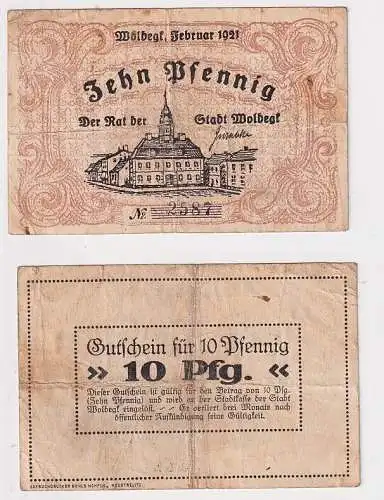 Woldegk, Februar 1921
Zehn Pfennig
Der Rat der Stadt Woldegk
No. 2587
Gutschein für 10 Pfennig
» 10 Pfg. «
Dieser Gutschein ist gültig für den Betrag von 10 Pfg.
(Zehn Pfennig) und wird an der Stadtkasse der Stadt
Woldegk eingelöst. — Er verliert drei Monate nach
öffentlicher Aufkündigung seine Gültigkeit.